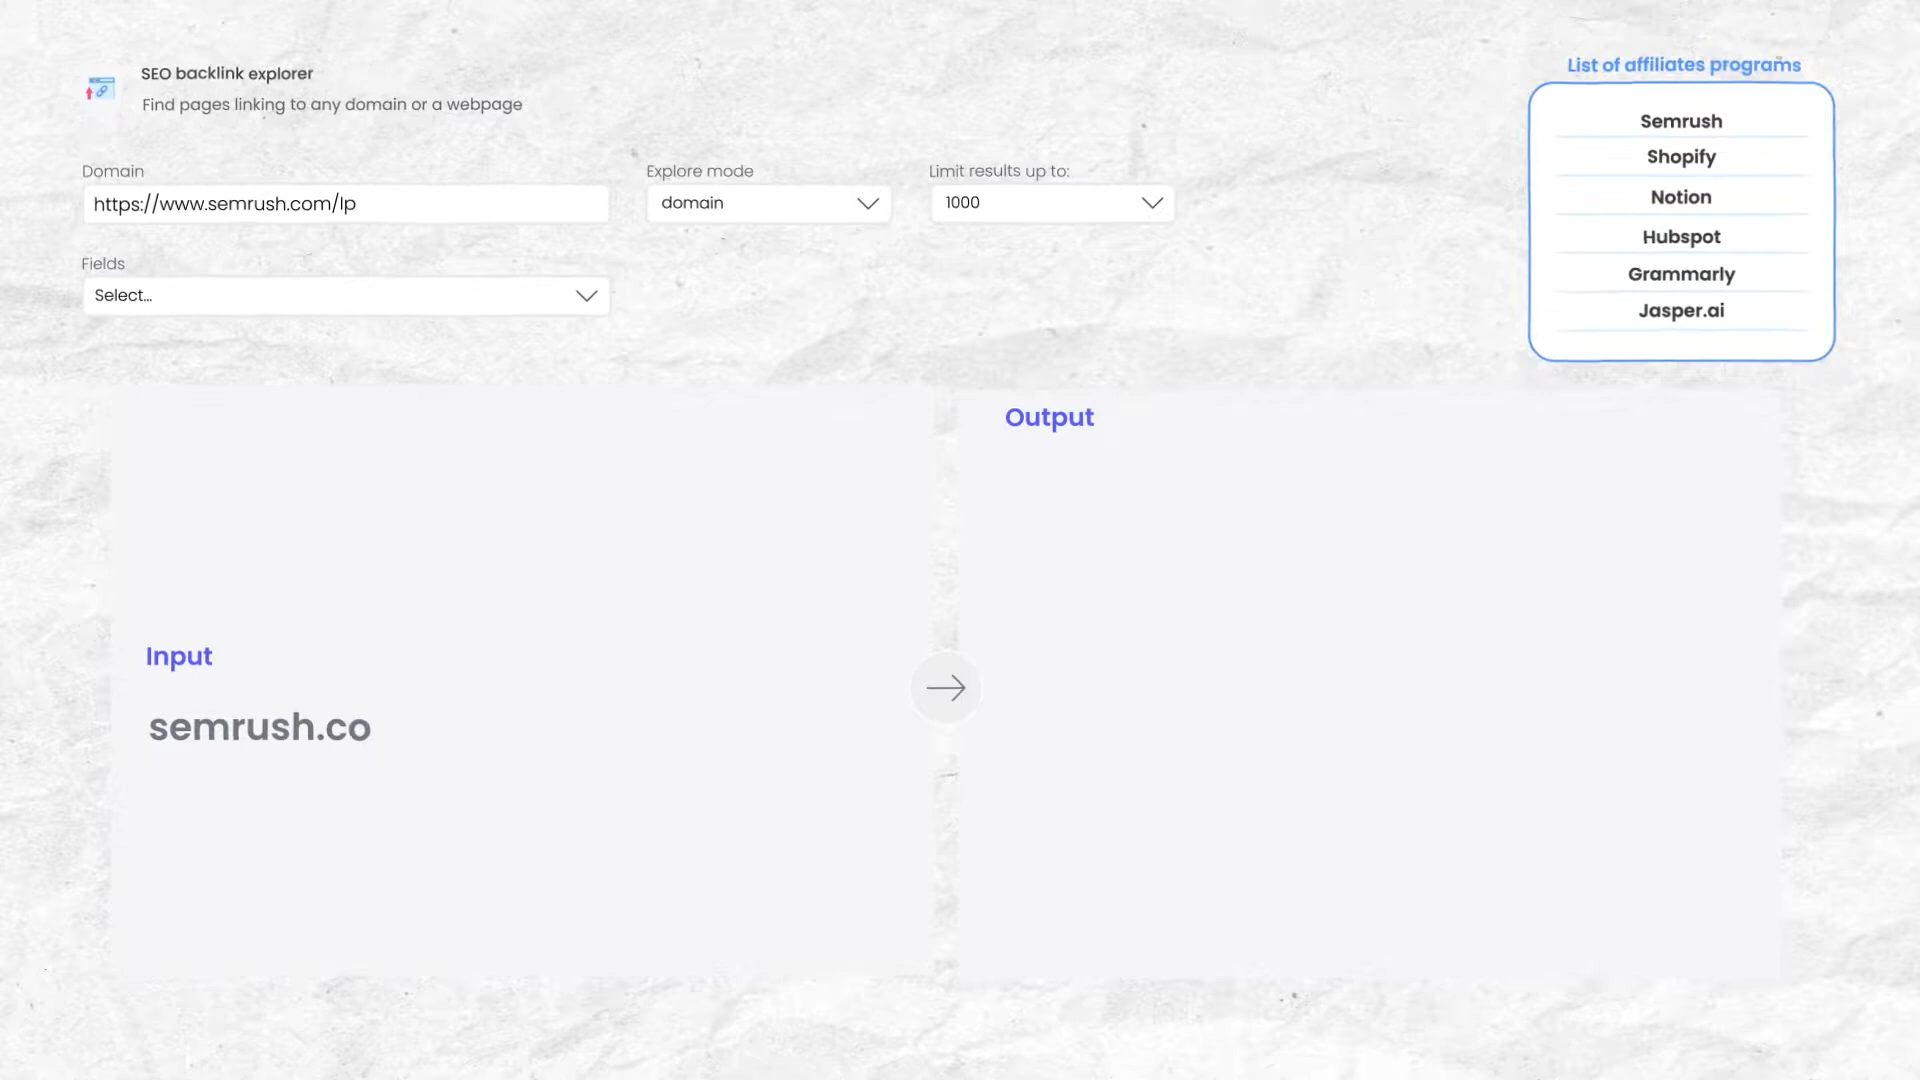 SEO backlink explorer
Find pages linking to any domain or a webpage
Domain
https://www.semrush.com/lp
Explore mode
domain
Limit results up to:
1000
Fields
Select...
List of affiliates programs
Semrush
Shopify
Notion
Hubspot
Grammarly
Jasper.ai
Input
semrush.co
Output